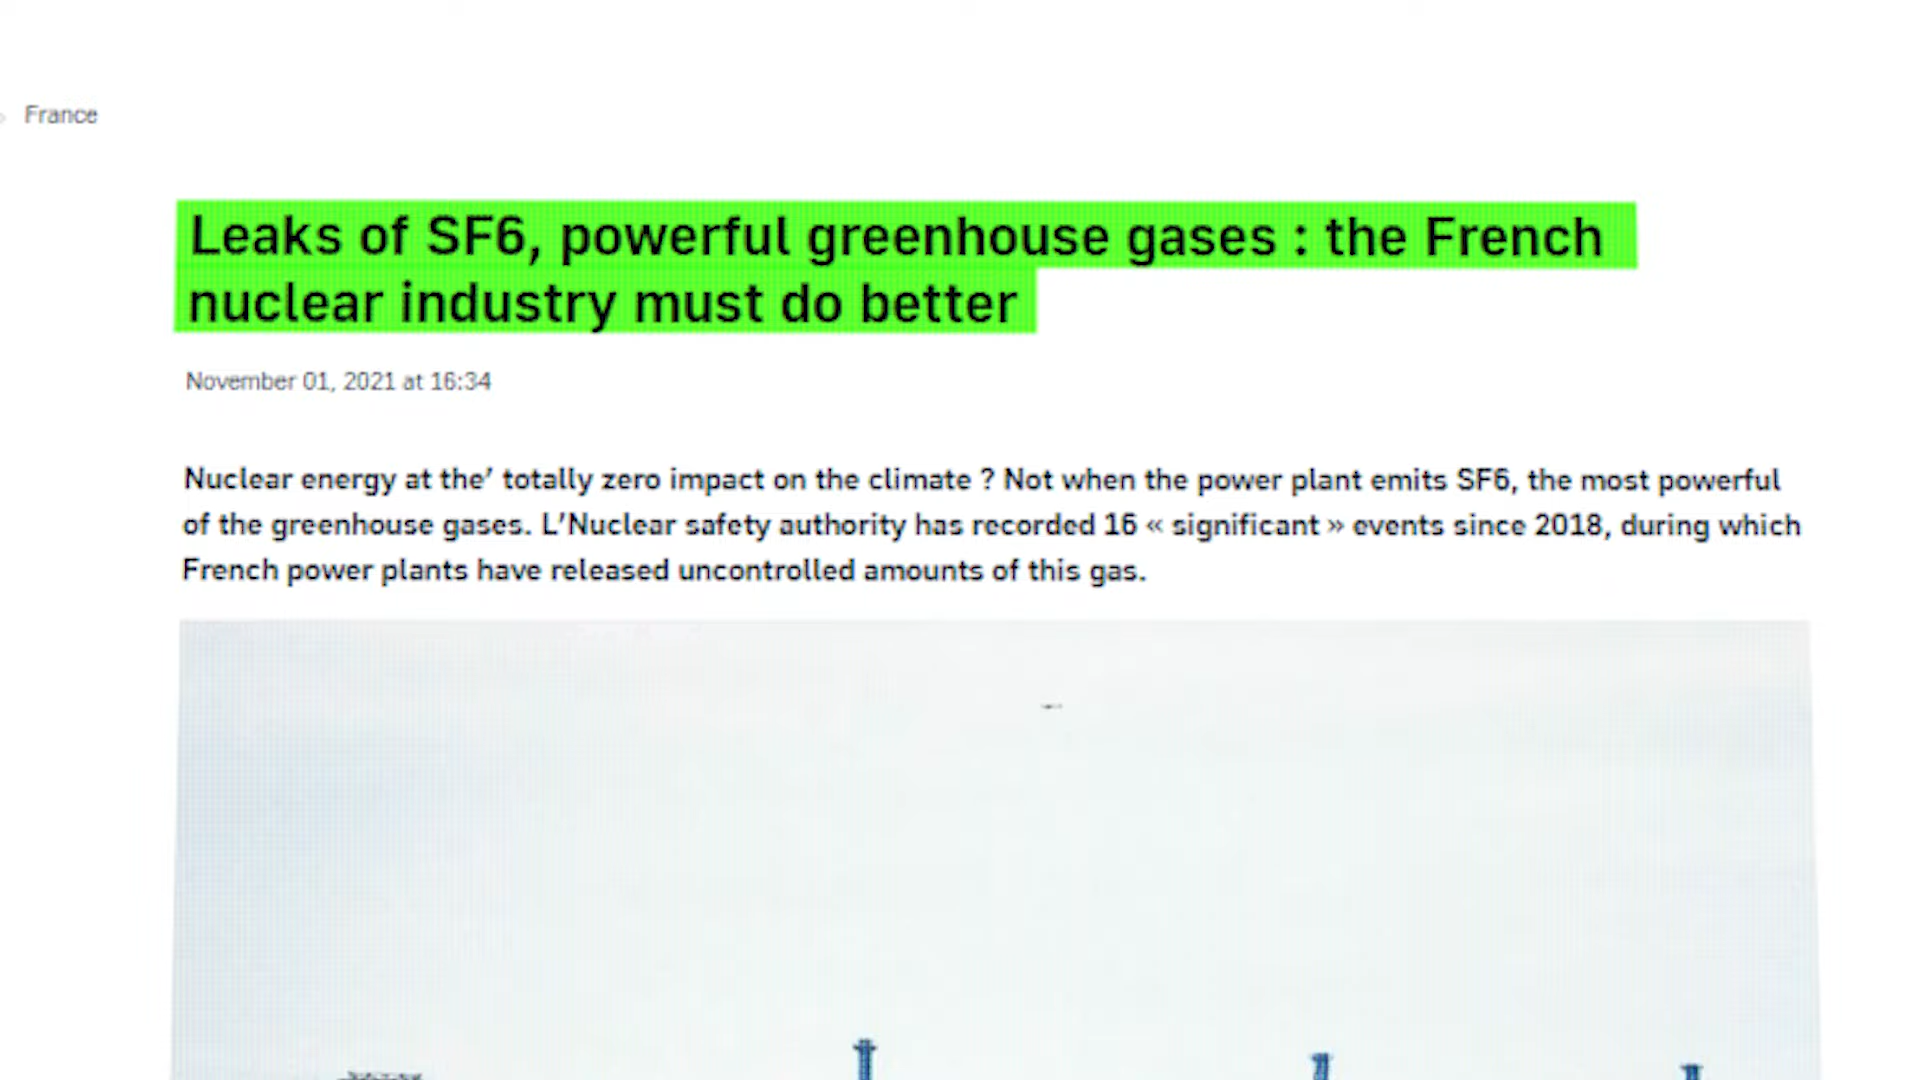 France
Leaks of SF6, powerful greenhouse gases : the French
nuclear industry must do better
November 01, 2021 at 16:34
Nuclear energy at the’ totally zero impact on the climate ? Not when the power plant emits SF6, the most powerful
of the greenhouse gases. L’Nuclear safety authority has recorded 16 « significant » events since 2018, during which
French power plants have released uncontrolled amounts of this gas.